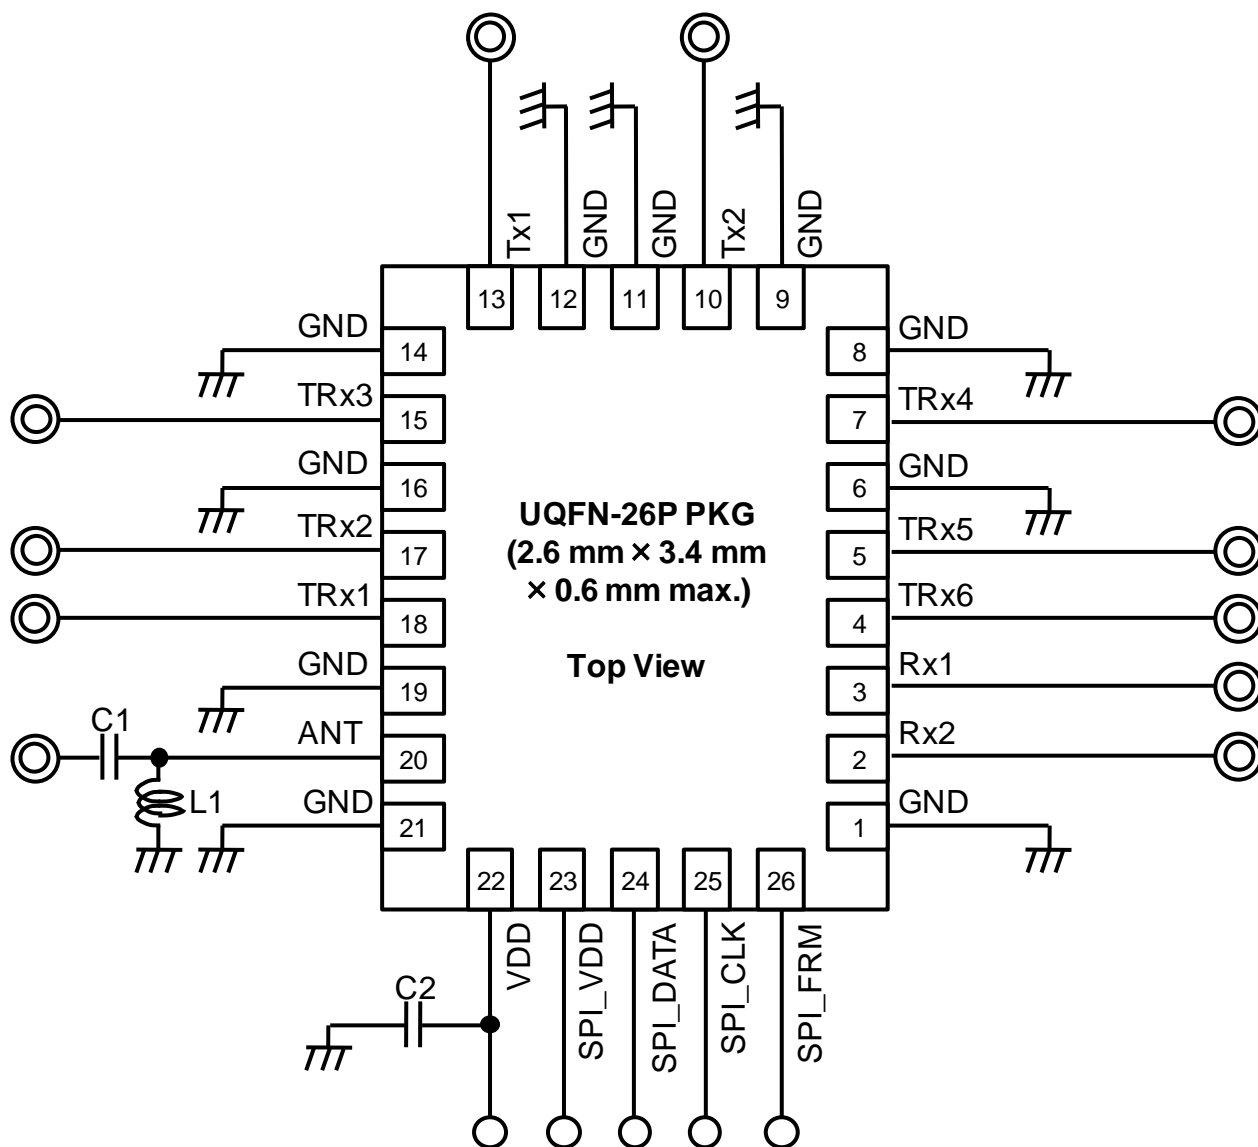 Tx1
GND
GND
Tx2
GND
13
12
11
10
9
GND
14
8
GND
TRx3
15
7
TRx4
GND
16
6
GND
UQFN-26P PKG
(2.6 mm × 3.4 mm
× 0.6 mm max.)
Top View
TRx2
17
5
TRx5
TRx1
18
4
TRx6
GND
19
3
Rx1
C1
ANT
20
2
Rx2
L1
GND
21
1
GND
22
23
24
25
26
VDD
SPI_VDD
SPI_DATA
SPI_CLK
SPI_FRM
C2